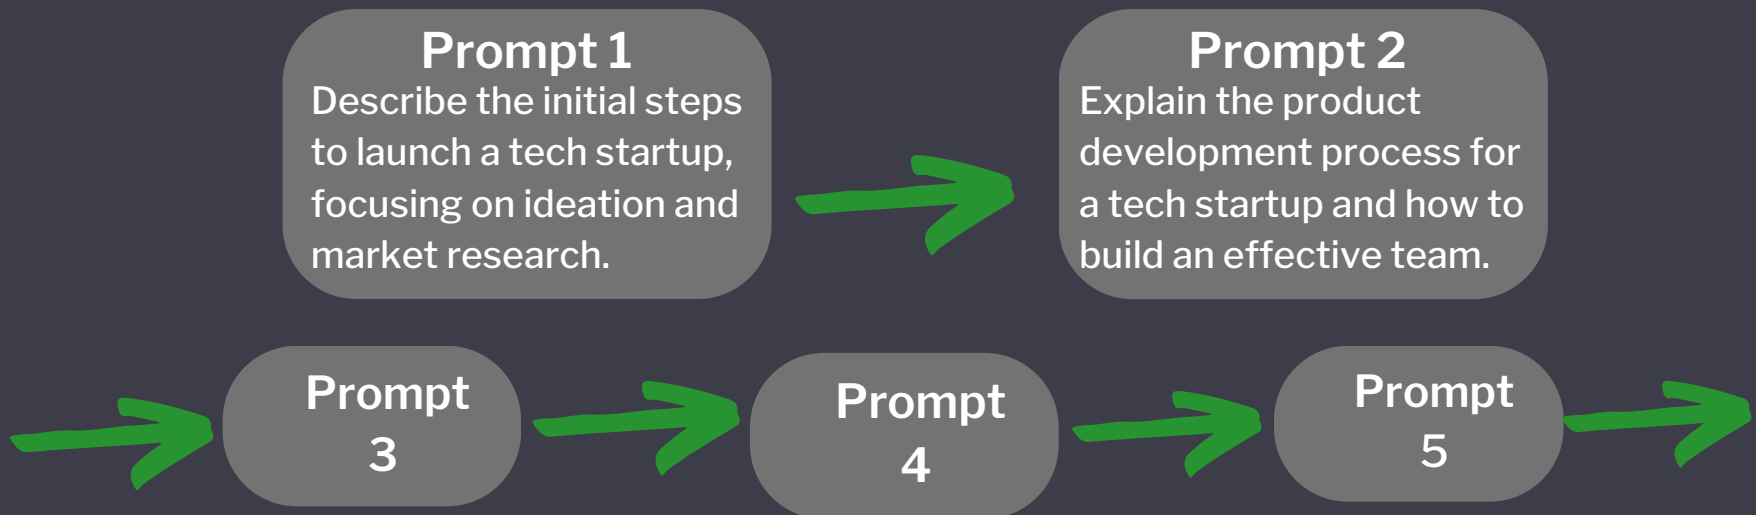 Prompt 1
Describe the initial steps
to launch a tech startup,
focusing on ideation and
market research.
Prompt 2
Explain the product
development process for
a tech startup and how to
build an effective team.
Prompt
3
Prompt
4
Prompt
5